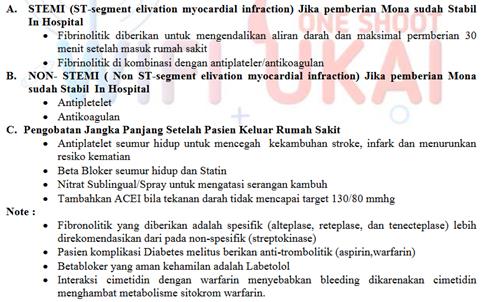 A. STEMI (ST-segment elivation myocardial infraction) Jika pemberian Mona sudah Stabil
In Hospital
• Fibrinolitik diberikan untuk mengendalikan aliran darah dan maksimal permberian 30
menit setelah masuk rumah sakit
• Fibrinolitik di kombinasi dengan antiplateler/antikoagulan
B. NON- STEMI ( Non ST-segment elivation myocardial infraction) Jika pemberian Mona
sudah Stabil In Hospital
• Antipletelet
• Antikoagulan
C. Pengobatan Jangka Panjang Setelah Pasien Keluar Rumah Sakit
• Antiplatelet seumur hidup untuk mencegah kekambuhan stroke, infark dan menurunkan
resiko kematian
• Beta Bloker seumur hidup dan Statin
• Nitrat Sublingual/Spray untuk mengatasi serangan kambuh
• Tambahkan ACEI bila tekanan darah tidak mencapai target 130/80 mmhg
Note :
• Fibronolitik yang diberikan adalah spesifik (alteplase, reteplase, dan tenecteplase) lebih
direkomendasikan dari pada non-spesifik (streptokinase)
• Pasien komplikasi Diabetes melitus berikan anti-trombolitik (aspirin,warfarin)
• Betabloker yang aman kehamilan adalah Labetolol
• Interaksi cimetidin dengan warfarin menyebabkan bleeding dikarenakan cimetidin
menghambat metabolisme sitokrom warfarin.
ONE SHOOT
UKAI